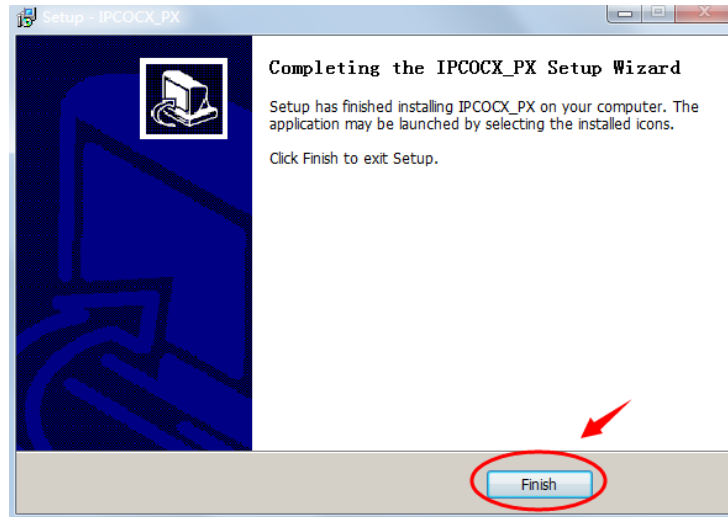 Setup - IPCOCX_PX
Completing the IPCOCX_PX Setup Wizard
Setup has finished installing IPCOCX_PX on your computer. The
application may be launched by selecting the installed icons.
Click Finish to exit Setup.
Finish